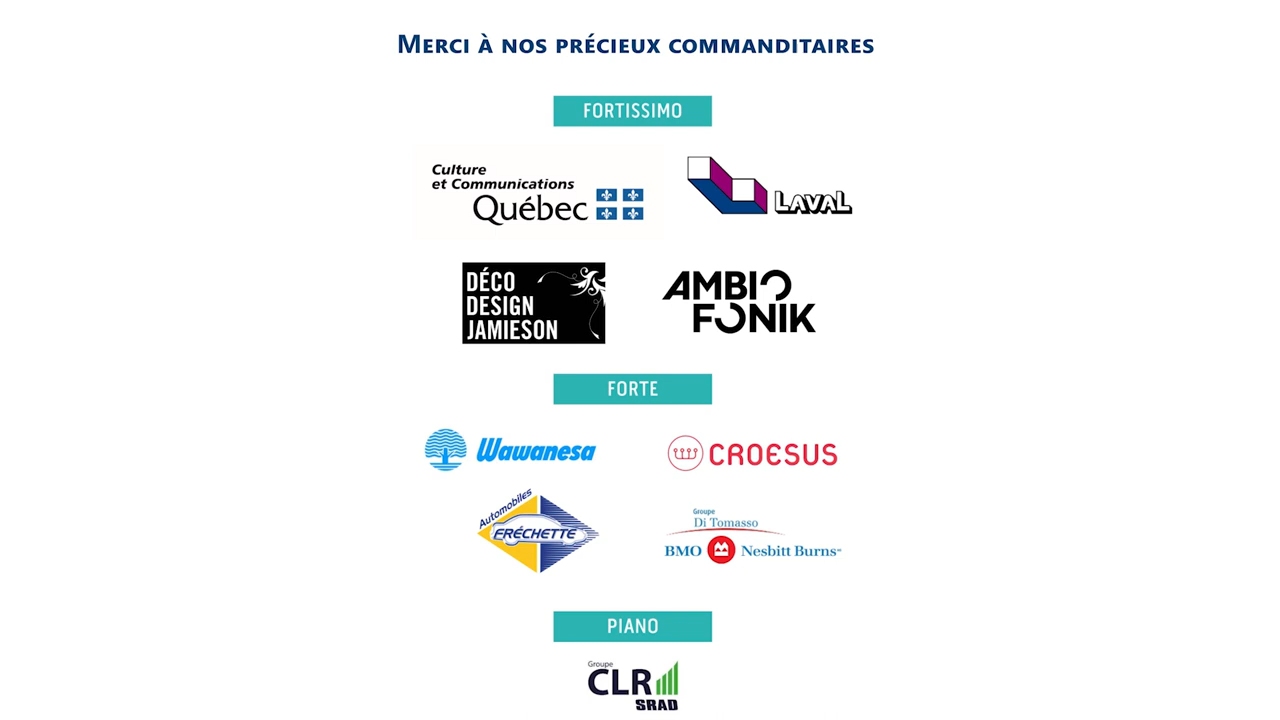 Merci à nos précieux commanditaires
FORTISSIMO
Culture
et Communications
Québec
LAVAL
DÉCO
DESIGN
JAMIESON
AMBIO
FONIK
FORTE
Wawanesa
CROESUS
Automobiles
FRÉCHETTE
Groupe
Di Tomasso
BMO Nesbitt Burns™
PIANO
Groupe
CLR
SRAD